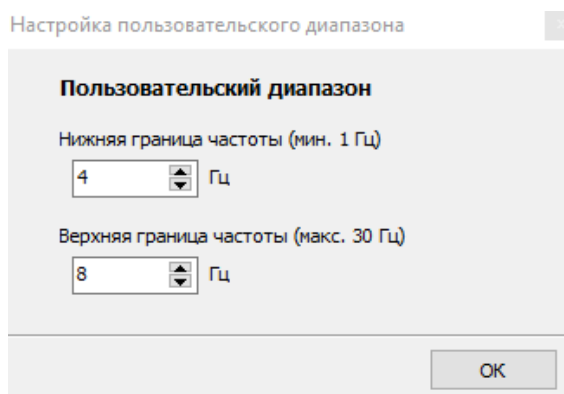 Настройка пользовательского диапазона
Пользовательский диапазон
Нижняя граница частоты (мин. 1 Гц)
4 Гц
Верхняя граница частоты (макс. 30 Гц)
8 Гц
OK